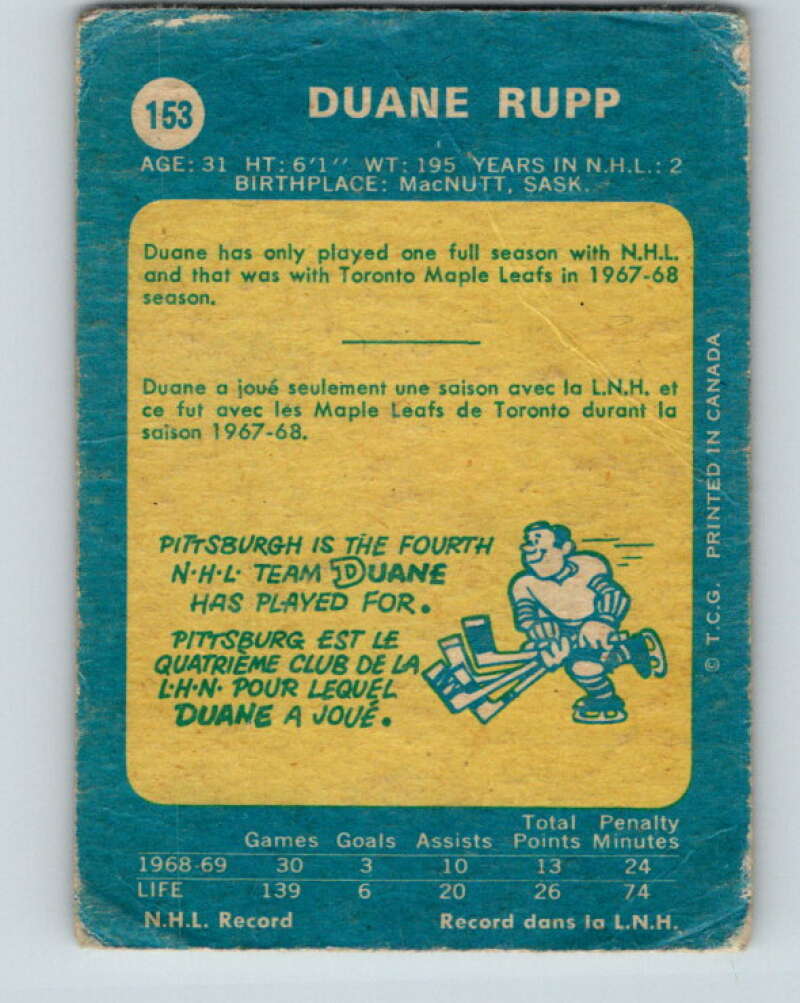 153
DUANE RUPP
AGE: 31 HT: 6'1'' WT: 195 YEARS IN N.H.L.: 2
BIRTHPLACE: MacNUTT, SASK.
Duane has only played one full season with N.H.L.
and that was with Toronto Maple Leafs in 1967-68
season.
Duane a joué seulement une saison avec la L.N.H. et
ce fut avec les Maple Leafs de Toronto durant la
saison 1967-68.
PITTSBURGH IS THE FOURTH
N·H·L· TEAM DUANE
HAS PLAYED FOR.
PITTSBURG EST LE
QUATRIÈME CLUB DE LA
L·H·N· POUR LEQUEL
DUANE A JOUÉ.
© T.C.G. PRINTED IN CANADA
Total Penalty
Games Goals Assists Points Minutes
1968-69 30 3 10 13 24
LIFE 139 6 20 26 74
N.H.L. Record Record dans la L.N.H.